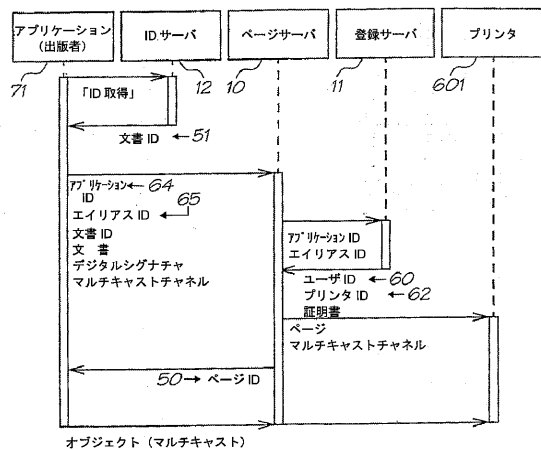 アプリケーション
(出版者)
IDサーバ
ページサーバ
登録サーバ
プリンタ
71
12
10
11
601
「ID取得」
文書ID
51
アプリケーション
ID
64
65
エイリアスID
文書ID
文 書
デジタルシグナチャ
マルチキャストチャネル
アプリケーションID
エイリアスID
ユーザID
60
プリンタID
62
証明書
ページ
マルチキャストチャネル
50
ページID
オブジェクト(マルチキャスト)